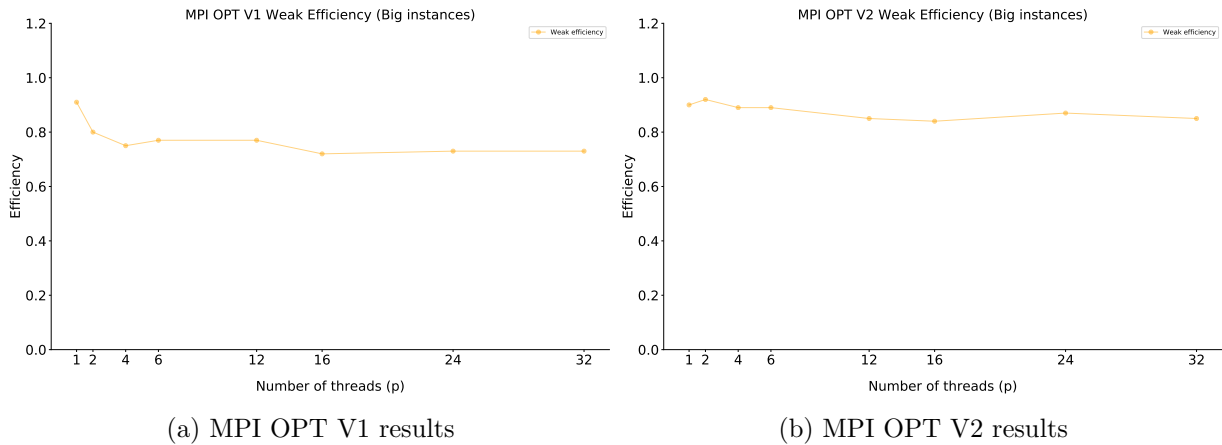 MPI OPT V1 Weak Efficiency (Big instances)
1.2
Weak efficiency
1.0
0.8
0.6
0.4
0.2
0.0
Efficiency
1 2 4 6 12 16 24 32
Number of threads (p)
(a) MPI OPT V1 results
MPI OPT V2 Weak Efficiency (Big instances)
1.2
Weak efficiency
1.0
0.8
0.6
0.4
0.2
0.0
Efficiency
1 2 4 6 12 16 24 32
Number of threads (p)
(b) MPI OPT V2 results